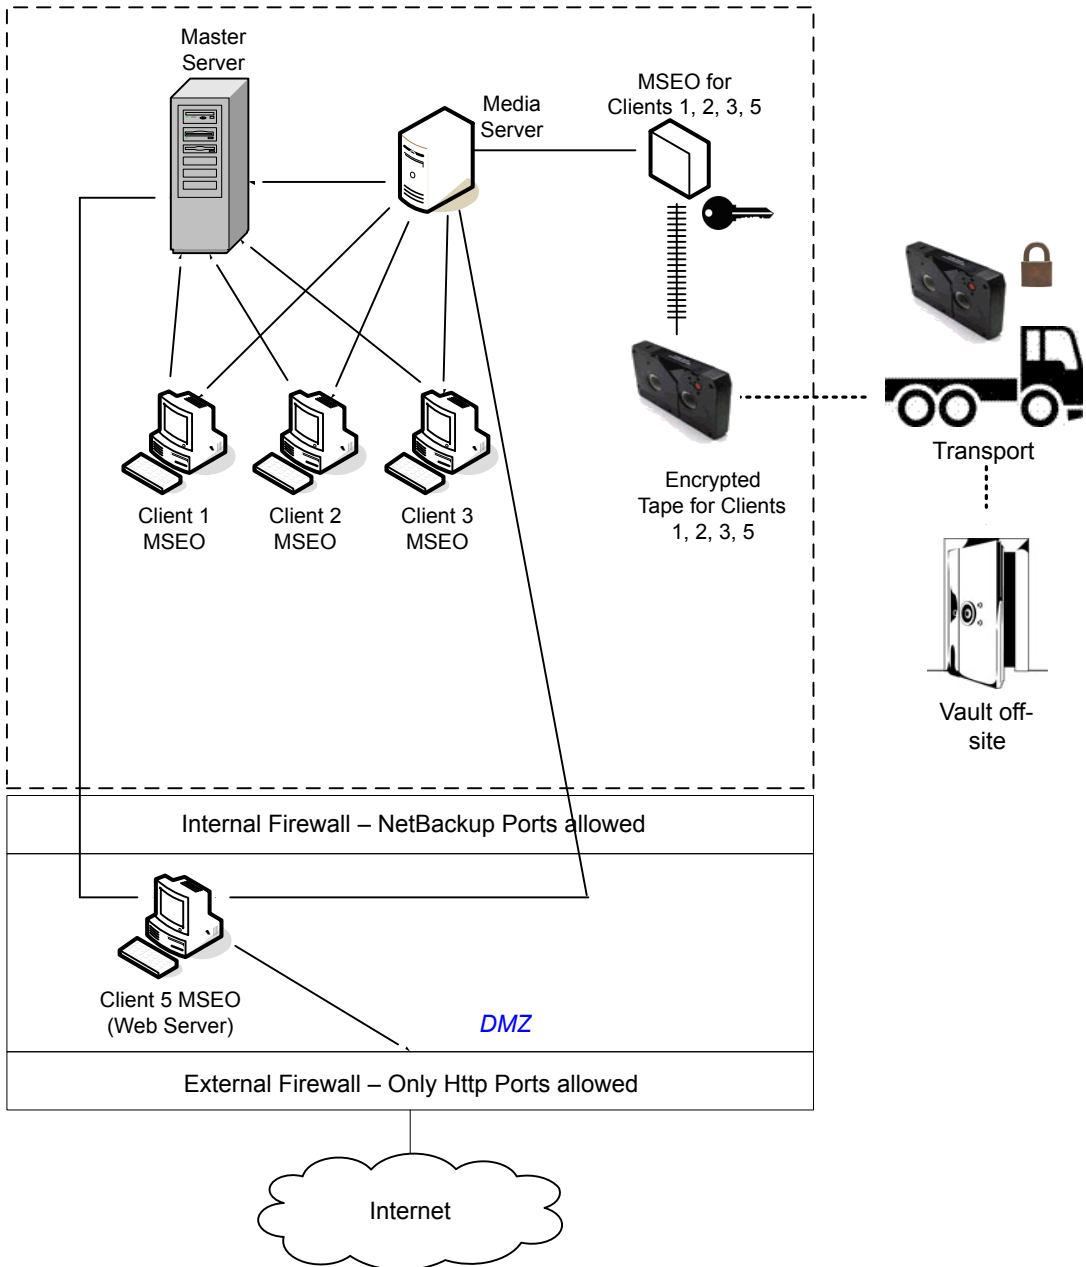 Master
Server
Media
Server
MSEO for
Clients 1, 2, 3, 5
Client 1
MSEO
Client 2
MSEO
Client 3
MSEO
Encrypted
Tape for Clients
1, 2, 3, 5
Transport
Vault off-
site
Internal Firewall – NetBackup Ports allowed
Client 5 MSEO
(Web Server)
DMZ
External Firewall – Only Http Ports allowed
Internet